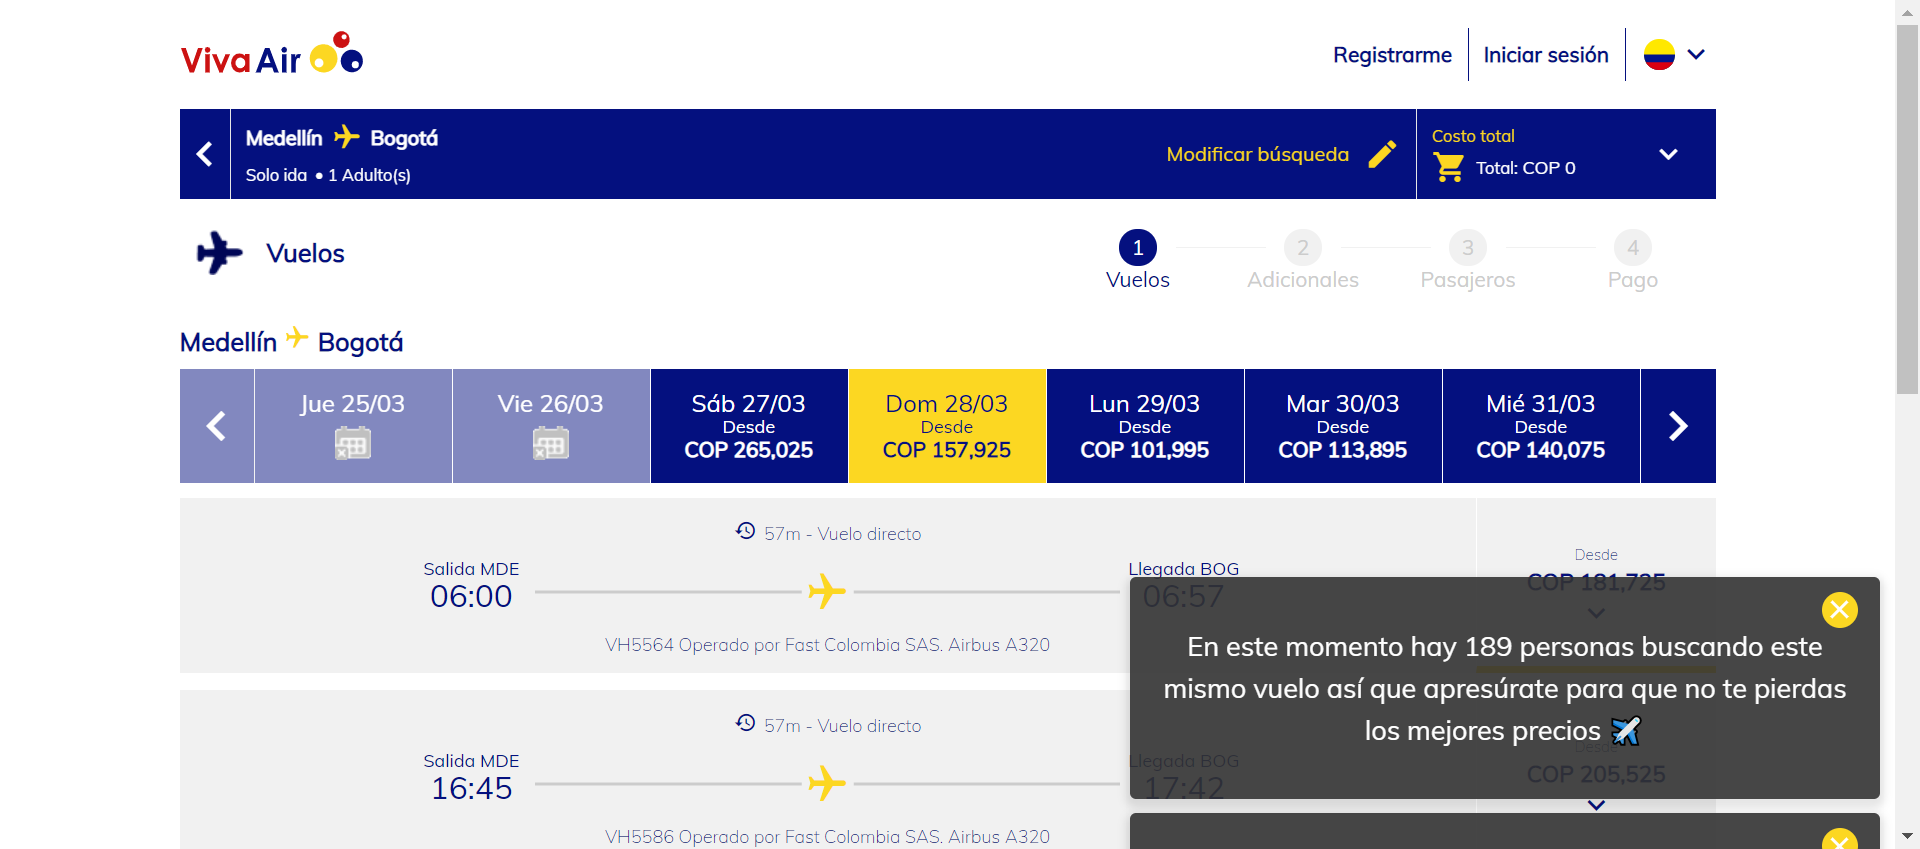 Viva Air
Registrarme
Iniciar sesión
Medellín Bogotá
Solo ida • 1 Adulto(s)
Modificar búsqueda
Costo total
Total: COP 0
Vuelos
1
Vuelos
2
Adicionales
3
Pasajeros
4
Pago
Medellín Bogotá
Jue 25/03
Vie 26/03
Sáb 27/03
Desde
COP 265,025
Dom 28/03
Desde
COP 157,925
Lun 29/03
Desde
COP 101,995
Mar 30/03
Desde
COP 113,895
Mié 31/03
Desde
COP 140,075
57m - Vuelo directo
Salida MDE
06:00
Llegada BOG
06:57
VH5564 Operado por Fast Colombia SAS. Airbus A320
Desde
COP 181,725
57m - Vuelo directo
Salida MDE
16:45
Llegada BOG
17:42
VH5586 Operado por Fast Colombia SAS. Airbus A320
Desde
COP 205,525
En este momento hay 189 personas buscando este
mismo vuelo así que apresúrate para que no te pierdas
los mejores precios ✈️